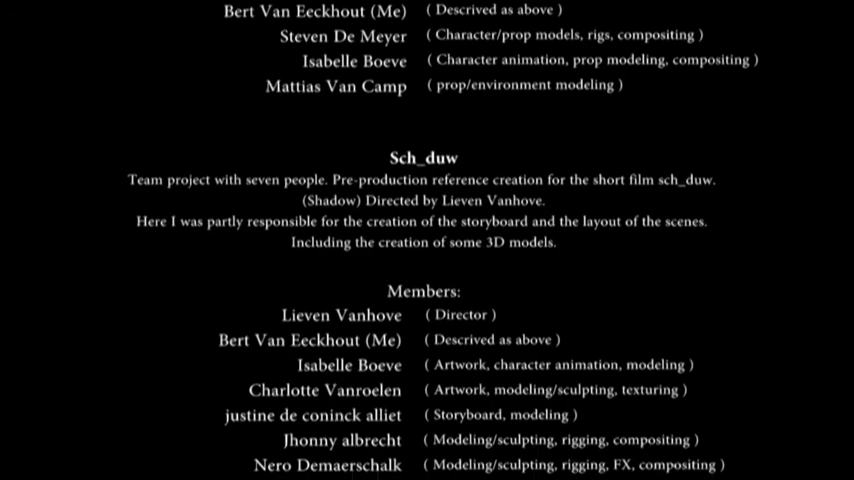 Bert Van Eeckhout (Me) ( Descrived as above )
Steven De Meyer ( Character/prop models, rigs, compositing )
Isabelle Boeve ( Character animation, prop modeling, compositing )
Mattias Van Camp ( prop/environment modeling )
Sch_duw
Team project with seven people. Pre-production reference creation for the short film sch_duw.
(Shadow) Directed by Lieven Vanhove.
Here I was partly responsible for the creation of the storyboard and the layout of the scenes.
Including the creation of some 3D models.
Members:
Lieven Vanhove ( Director )
Bert Van Eeckhout (Me) ( Descrived as above )
Isabelle Boeve ( Artwork, character animation, modeling )
Charlotte Vanroelen ( Artwork, modeling/sculpting, texturing )
justine de coninck alliet ( Storyboard, modeling )
Jhonny albrecht ( Modeling/sculpting, rigging, compositing )
Nero Demaerschalk ( Modeling/sculpting, rigging, FX, compositing )